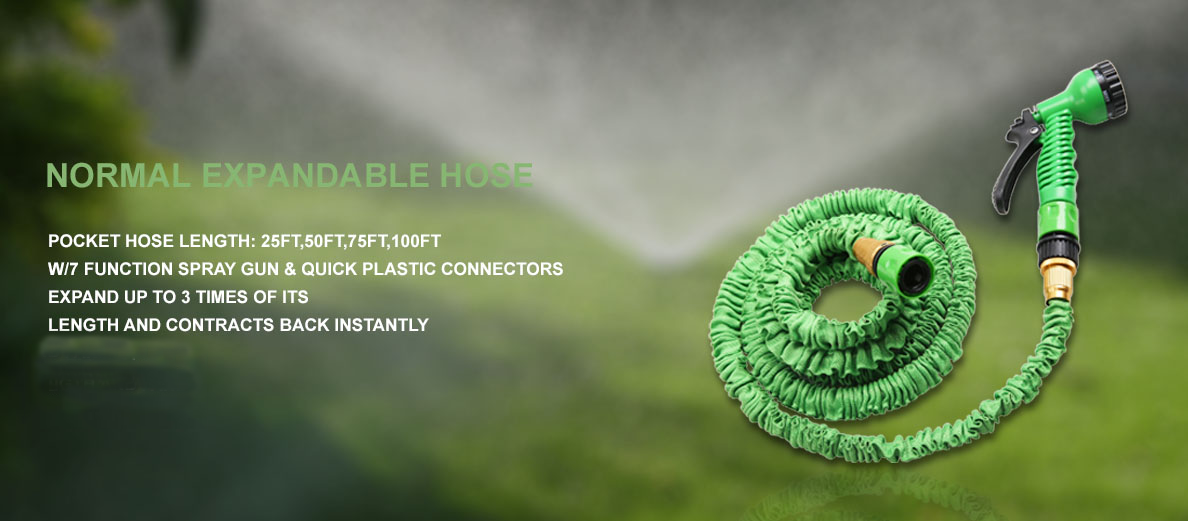 NORMAL EXPANDABLE HOSE
POCKET HOSE LENGTH: 25FT,50FT,75FT,100FT
W/7 FUNCTION SPRAY GUN & QUICK PLASTIC CONNECTORS
EXPAND UP TO 3 TIMES OF ITS
LENGTH AND CONTRACTS BACK INSTANTLY